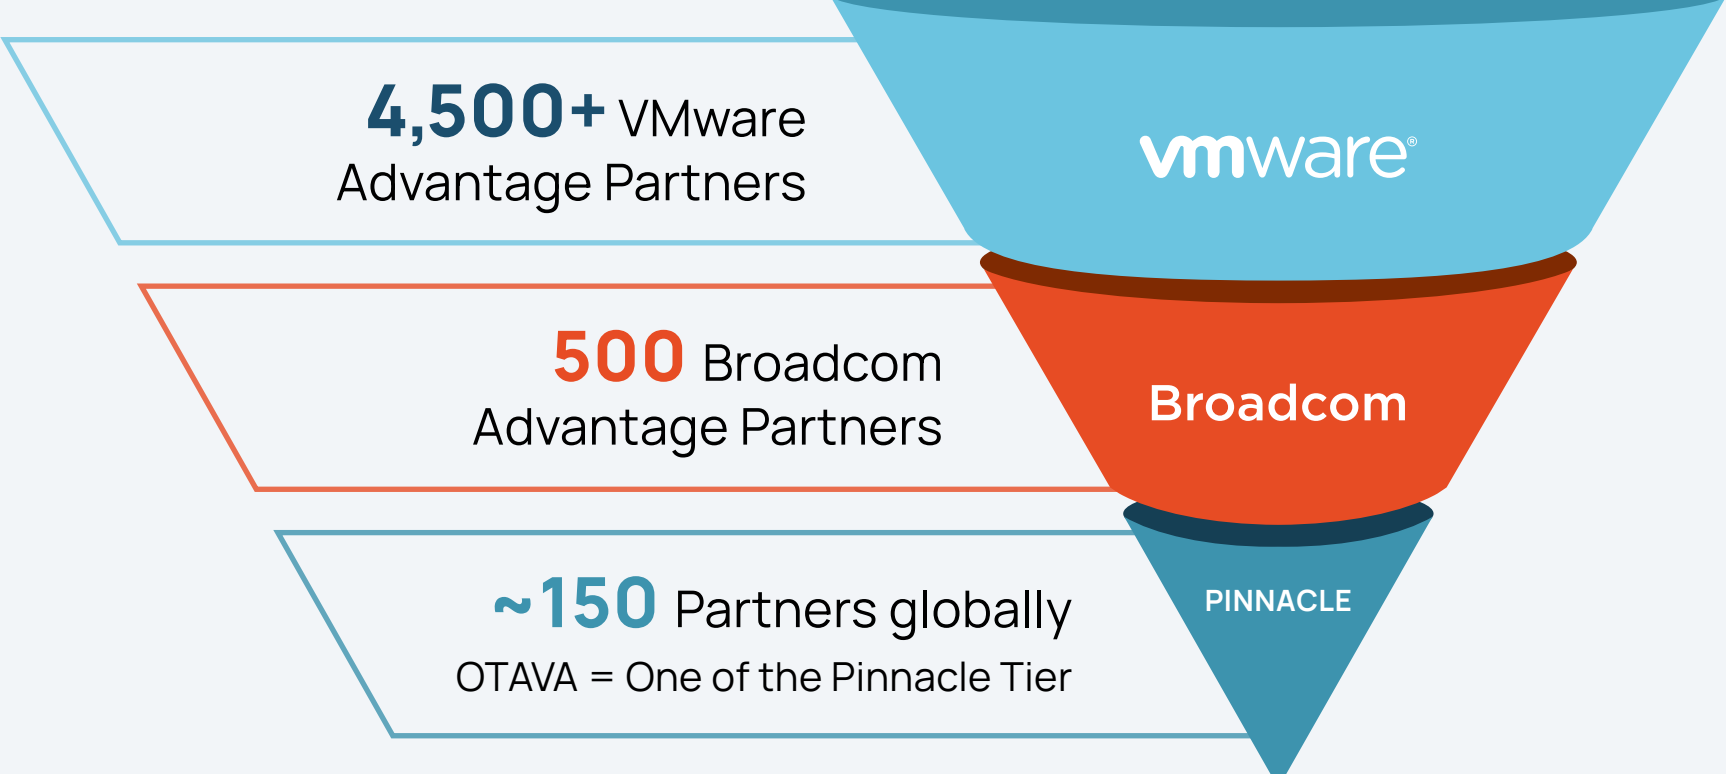 4,500+ VMware
Advantage Partners
vmware®
500 Broadcom
Advantage Partners
Broadcom
~150 Partners globally
OTAVA = One of the Pinnacle Tier
PINNACLE